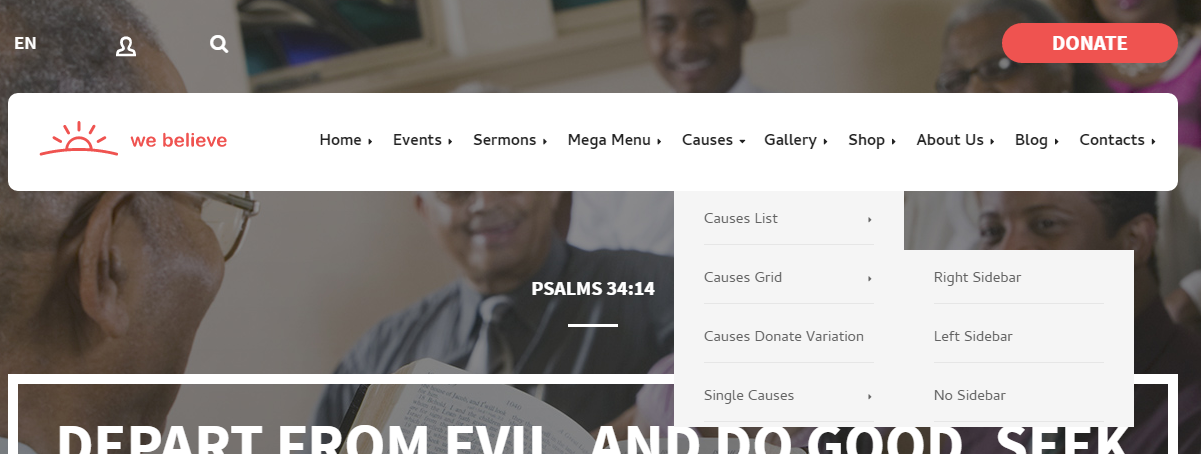 EN
DONATE
we believe
Home Events Sermons Mega Menu Causes Gallery Shop About Us Blog Contacts
Causes List
Causes Grid
Right Sidebar
PSALMS 34:14
Causes Donate Variation
Left Sidebar
Single Causes
No Sidebar
DEPART FROM EVIL, AND DO GOOD, SEEK